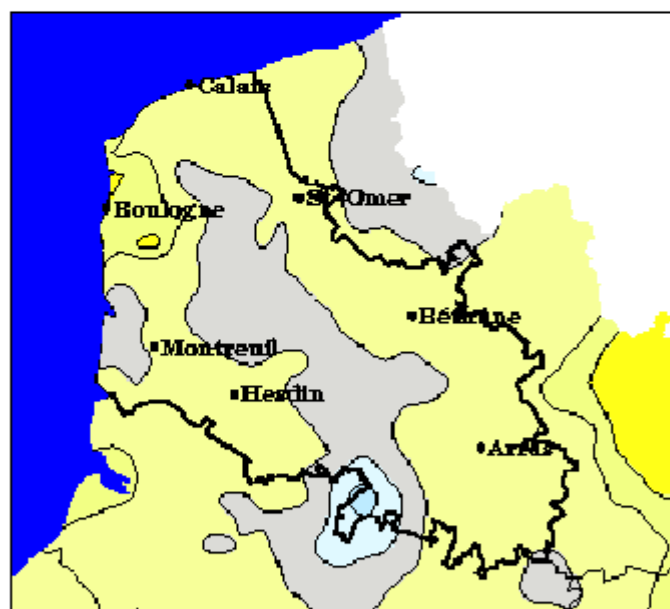 Calais
St-Omer
Boulogne
Béthune
Montreuil
Hesdin
Arras